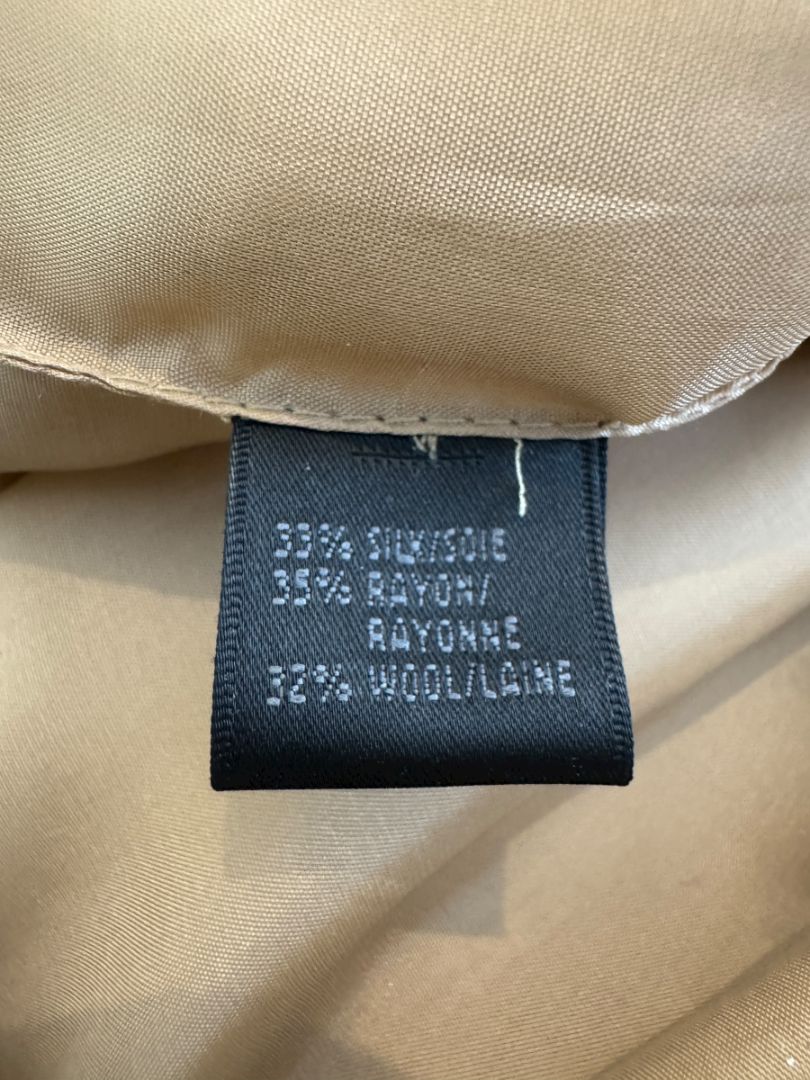 33% SILK/SOIE
35% RAYON/
RAYONNE
32% WOOL/LAINE